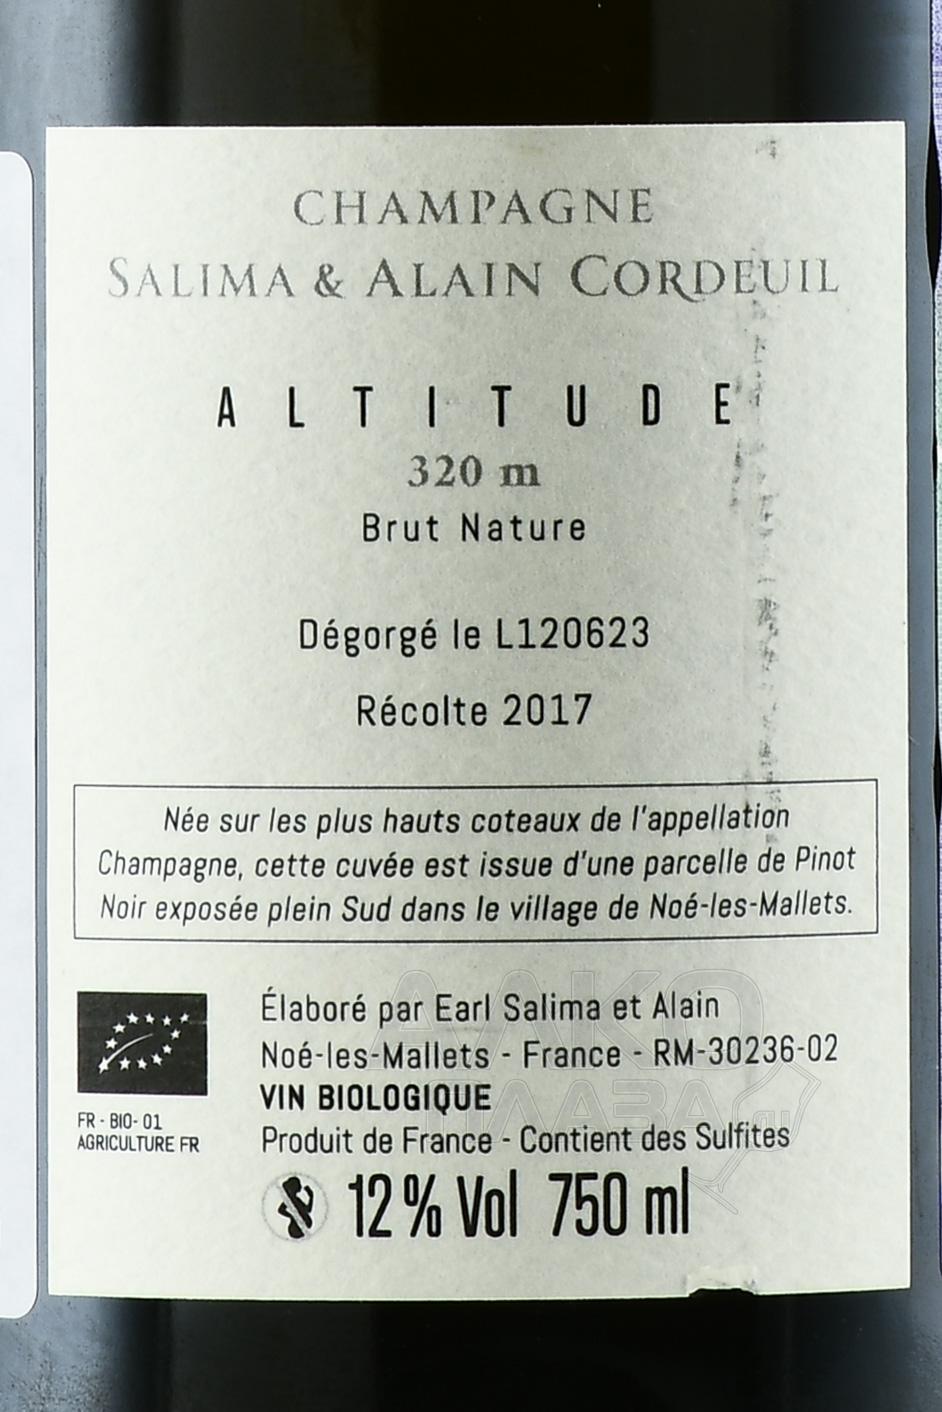 CHAMPAGNE
SALIMA & ALAIN CORDEUIL
ALTITUDE
320 m
Brut Nature
Dégorgé le L120623
Récolte 2017
Née sur les plus hauts coteaux de l'appellation
Champagne, cette cuvée est issue d'une parcelle de Pinot
Noir exposée plein Sud dans le village de Noé-les-Mallets.
Élaboré par Earl Salima et Alain
Noé-les-Mallets - France - RM-30236-02
VIN BIOLOGIQUE
Produit de France - Contient des Sulfites
FR - BIO- 01
AGRICULTURE FR
12 % Vol 750 ml
АЛКО
ПЛАЗА
.RU